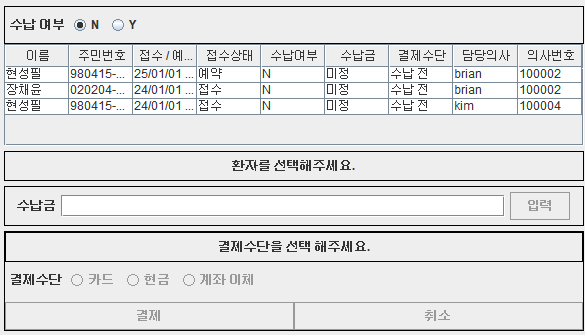 수납 여부 N Y
이름 주민번호 접수 / 예... 접수상태 수납여부 수납금 결제수단 담당의사 의사번호
현성필 980415-... 25/01/01 ... 예약 N 미정 수납 전 brian 100002
장채윤 020204-... 24/01/01 ... 접수 N 미정 수납 전 brian 100002
현성필 980415-... 24/01/01 ... 접수 N 미정 수납 전 kim 100004
환자를 선택해주세요.
수납금 입력
결제수단을 선택 해주세요.
결제수단 카드 현금 계좌 이체
결제 취소